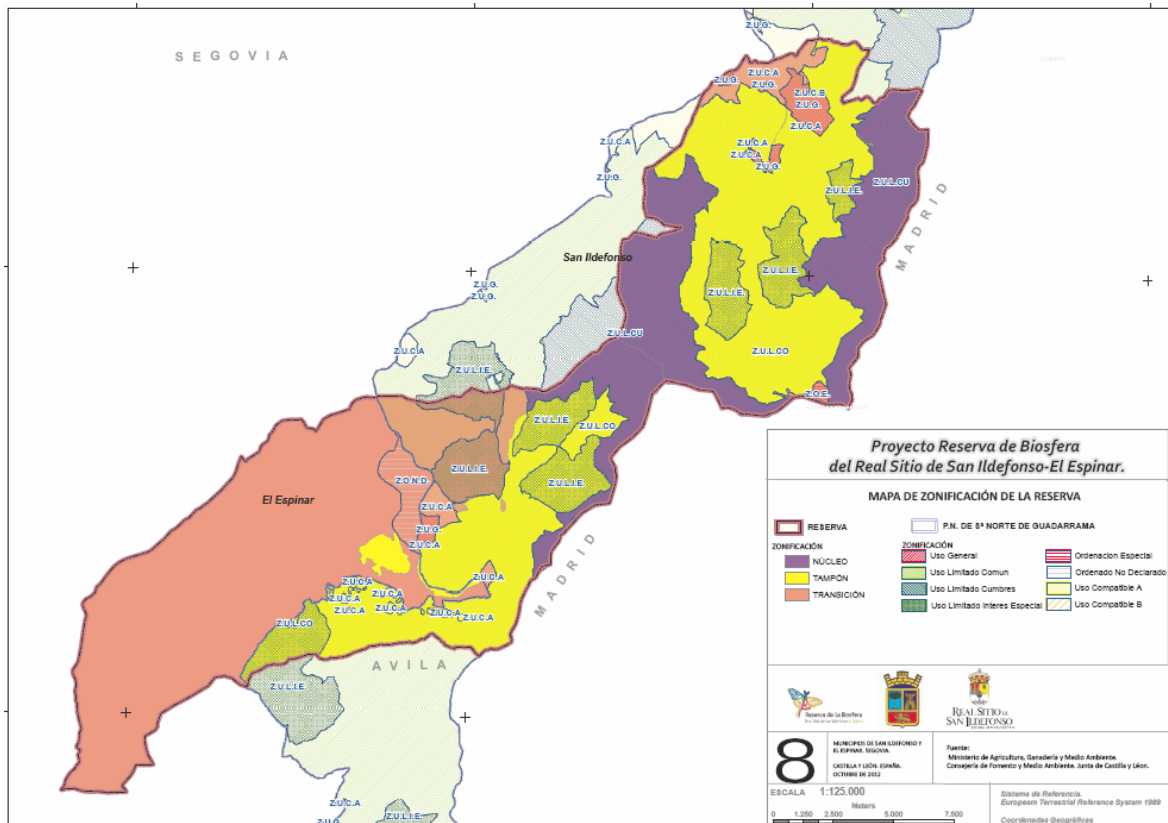 SEGOVIA
Z.U.G.
Z.U.C.A
Z.U.G.
Z.U.G.
Z.U.C.B
Z.U.G.
Z.U.C.A
Z.U.C.A
Z.U.C.A
Z.U.C.A
Z.U.G.
Z.U.G.
Z.U.L.I.E.
Z.U.L.CU
MADRID
San Ildefonso
Z.U.L.I.E.
Z.U.L.I.E.
Z.U.G.
Z.U.G.
Z.U.L.CU
Z.U.C.A
Z.U.L.CO
Z.U.L.I.E.
Z.O.E.
Z.U.L.I.E.
Z.U.L.CO
Z.U.L.I.E.
Z.O.N.D.
Z.U.L.I.E.
El Espinar
Z.U.C.A
Z.U.G.
Z.U.C.A
MADRID
Z.U.C.A
Z.U.C.A
Z.U.C.A
Z.U.C.A
Z.U.C.A
Z.U.C.A
Z.U.C.A
Z.U.C.A
Z.U.L.CO
AVILA
Z.U.L.I.E.
Z.U.C.A
Z.U.L.I.E.
Z.U.G.
Proyecto Reserva de Biosfera
del Real Sitio de San Ildefonso-El Espinar.
MAPA DE ZONIFICACIÓN DE LA RESERVA
RESERVA
P.N. DE Sª NORTE DE GUADARRAMA
ZONIFICACIÓN
NÚCLEO
TAMPÓN
TRANSICIÓN
ZONIFICACIÓN
Uso General
Uso Limitado Comun
Uso Limitado Cumbres
Uso Limitado Interes Especial
Ordenacion Especial
Ordenado No Declarado
Uso Compatible A
Uso Compatible B
Reserva de La Biosfera
REAL SITIO DE
SAN ILDEFONSO
8
MUNICIPIOS DE SAN ILDEFONSO Y
EL ESPINAR. SEGOVIA.
CASTILLA Y LEÓN. ESPAÑA.
OCTUBRE DE 2012
Fuente:
Ministerio de Agricultura, Ganadería y Medio Ambiente.
Consejería de Fomento y Medio Ambiente. Junta de Castilla y Léon.
ESCALA 1:125.000
Meters
0 1.250 2.500 5.000 7.500
Sistema de Referencia.
European Terrestrial Reference System 1989
Coordenedas Geográficas